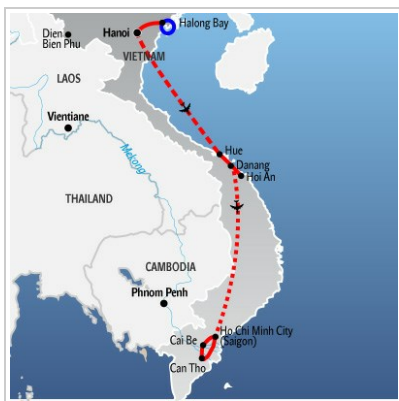 Halong Bay
Dien
Bien Phu
Hanoi
VIETNAM
LAOS
Vientiane
Mekong
Hue
Danang
Hoi An
THAILAND
CAMBODIA
Phnom Penh
Ho Chi Minh City
(Saigon)
Cai Be
Can Tho